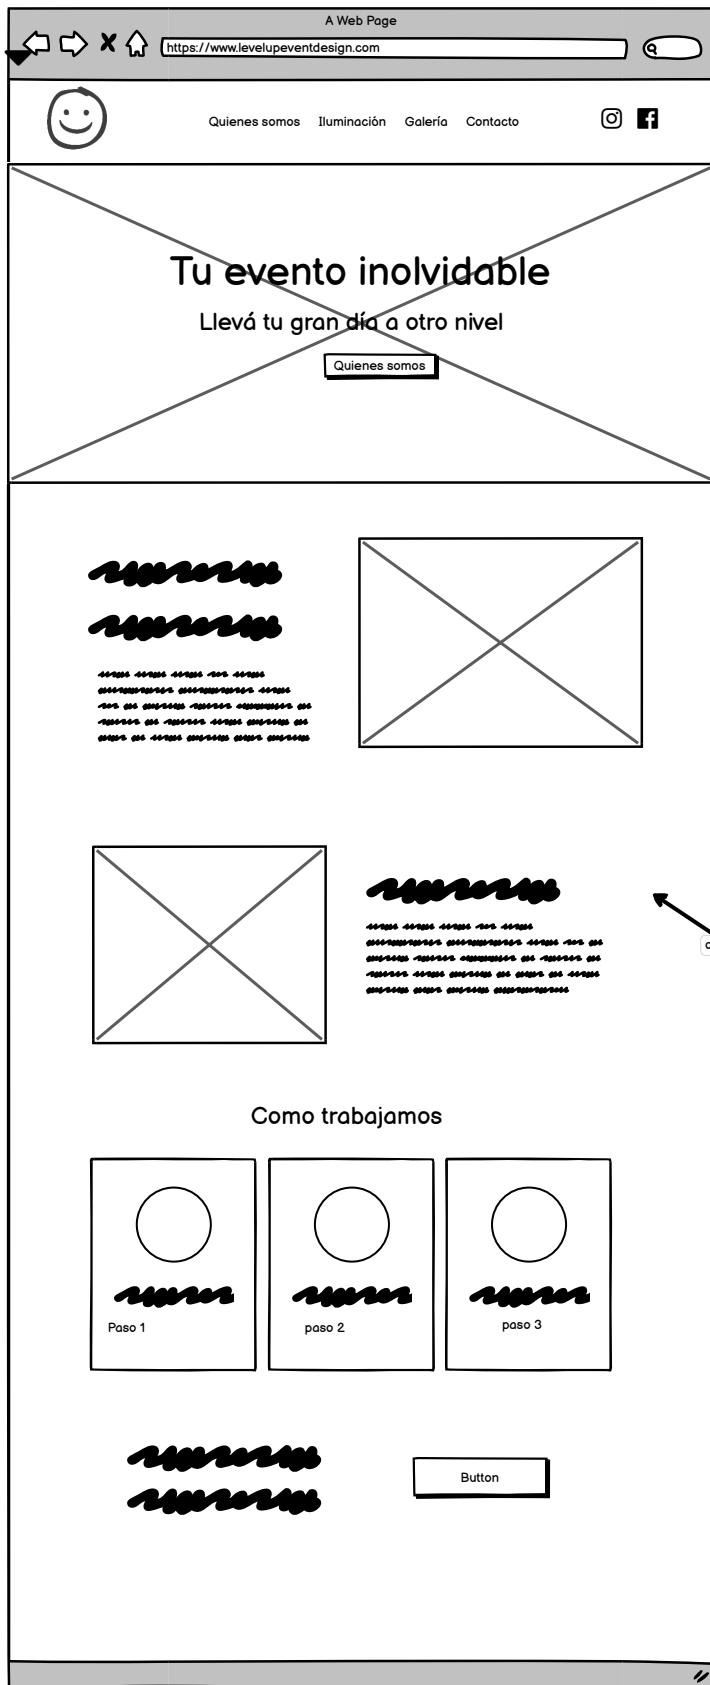 A Web Page
https://www.levelupeventdesign.com
Quienes somos Iluminación Galería Contacto
Tu evento inolvidable
Llevá tu gran día a otro nivel
Quienes somos
Como trabajamos
Paso 1 paso 2 paso 3
Button